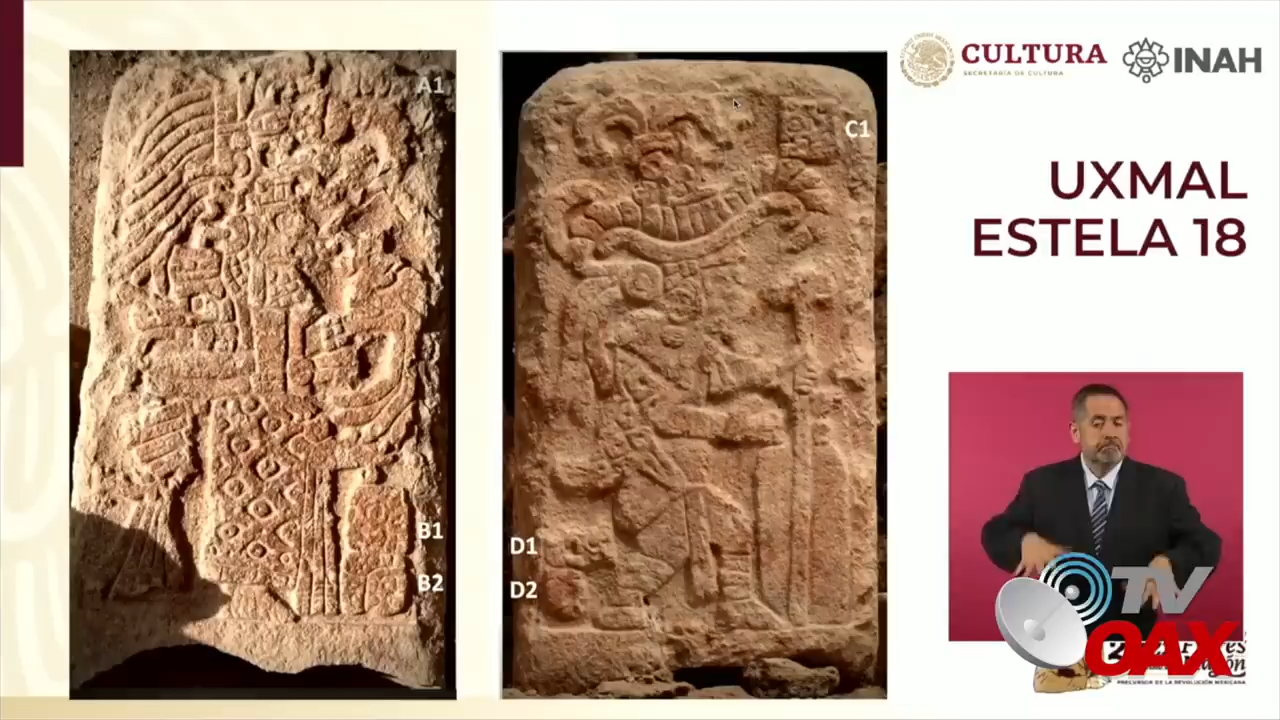 A1
B1
B2
C1
D1
D2
CULTURA
SECRETARÍA DE CULTURA
INAH
UXMAL
ESTELA 18
TV
OAX
PRECURSOR DE LA REVOLUCIÓN MEXICANA